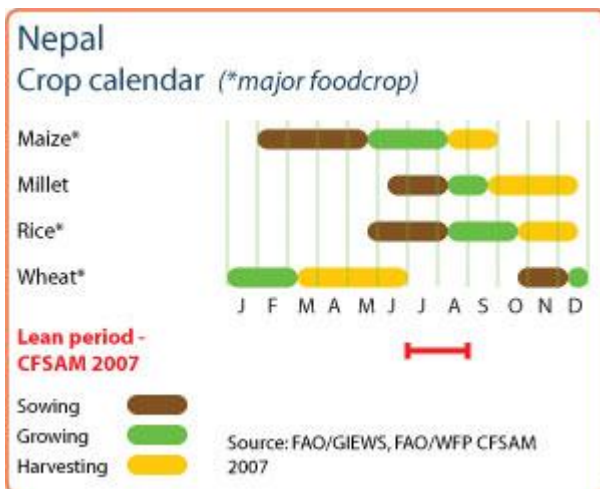 Nepal
Crop calendar (*major foodcrop)
Maize*
Millet
Rice*
Wheat*
J F M A M J J A S O N D
Lean period -
CFSAM 2007
Sowing
Growing
Harvesting
Source: FAO/GIEWS, FAO/WFP CFSAM
2007